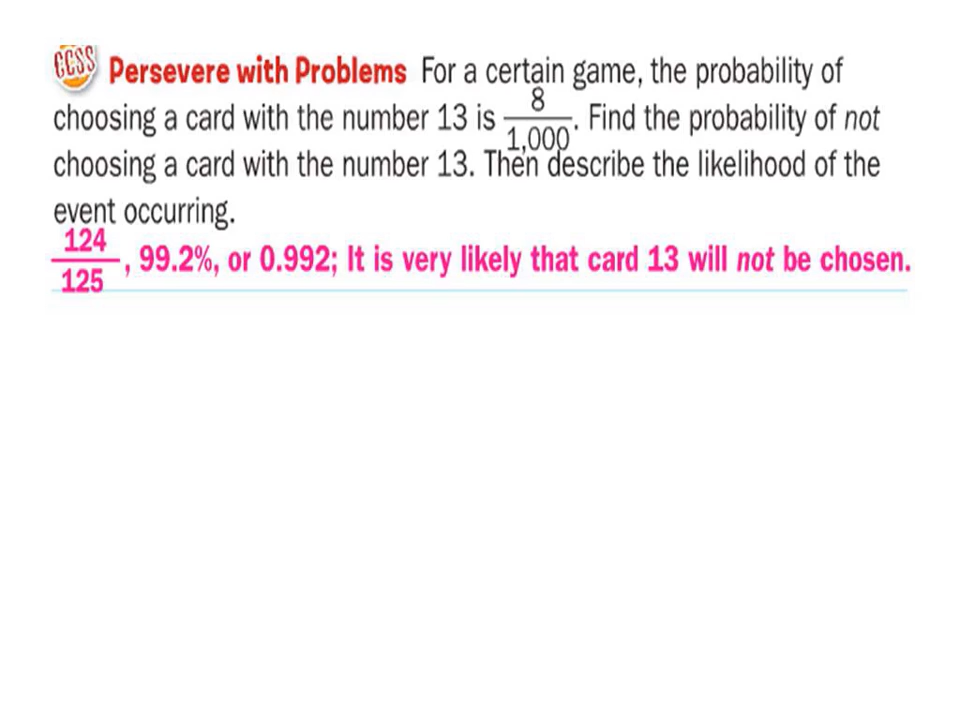 CCSS Persevere with Problems For a certain game, the probability of
choosing a card with the number 13 is 8/1,000. Find the probability of not
choosing a card with the number 13. Then describe the likelihood of the
event occurring.
124/125, 99.2%, or 0.992; It is very likely that card 13 will not be chosen.